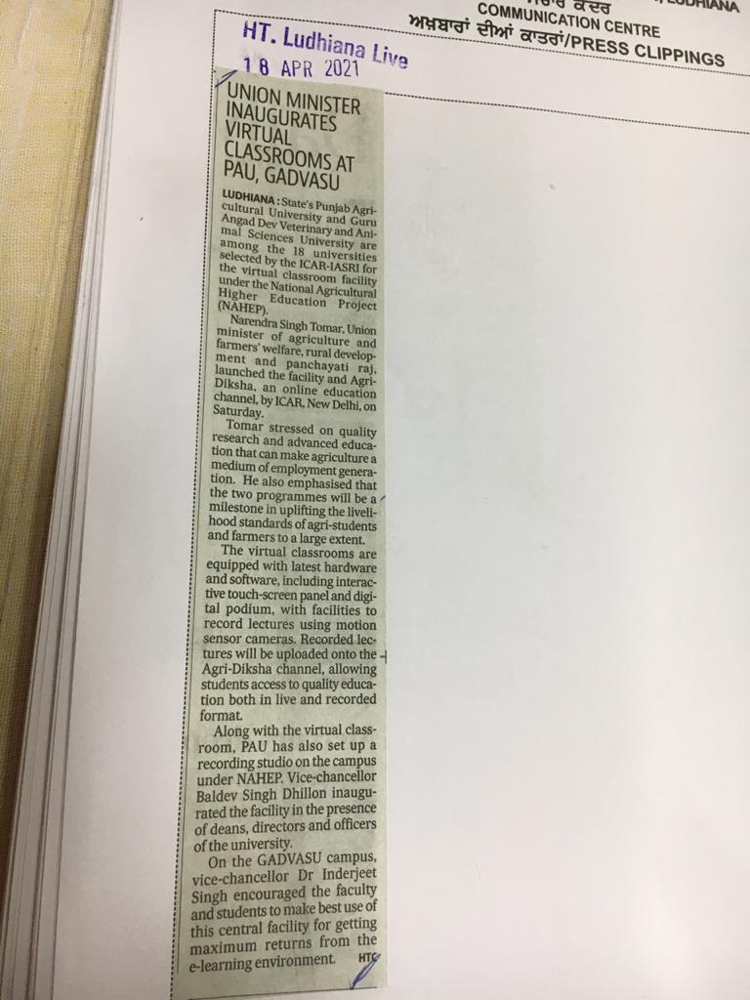 LUDHIANA
COMMUNICATION CENTRE
ਅਖ਼ਬਾਰਾਂ ਦੀਆਂ ਕਾਤਰਾਂ/PRESS CLIPPINGS
HT. Ludhiana Live
18 APR 2021
UNION MINISTER
INAUGURATES
VIRTUAL
CLASSROOMS AT
PAU, GADVASU
LUDHIANA : State's Punjab Agri-
cultural University and Guru
Angad Dev Veterinary and Ani-
mal Sciences University are
among the 18 universities
selected by the ICAR-IASRI for
the virtual classroom facility
under the National Agricultural
Higher Education Project
(NAHEP).
Narendra Singh Tomar, Union
minister of agriculture and
farmers' welfare, rural develop-
ment and panchayati raj,
launched the facility and Agri-
Diksha, an online education
channel, by ICAR, New Delhi, on
Saturday.
Tomar stressed on quality
research and advanced educa-
tion that can make agriculture a
medium of employment genera-
tion. He also emphasised that
the two programmes will be a
milestone in uplifting the liveli-
hood standards of agri-students
and farmers to a large extent.
The virtual classrooms are
equipped with latest hardware
and software, including interac-
tive touch-screen panel and digi-
tal podium, with facilities to
record lectures using motion
sensor cameras. Recorded lec-
tures will be uploaded onto the
Agri-Diksha channel, allowing
students access to quality educa-
tion both in live and recorded
format.
Along with the virtual class-
room, PAU has also set up a
recording studio on the campus
under NAHEP. Vice-chancellor
Baldev Singh Dhillon inaugu-
rated the facility in the presence
of deans, directors and officers
of the university.
On the GADVASU campus,
vice-chancellor Dr Inderjeet
Singh encouraged the faculty
and students to make best use of
this central facility for getting
maximum returns from the
e-learning environment. HTC